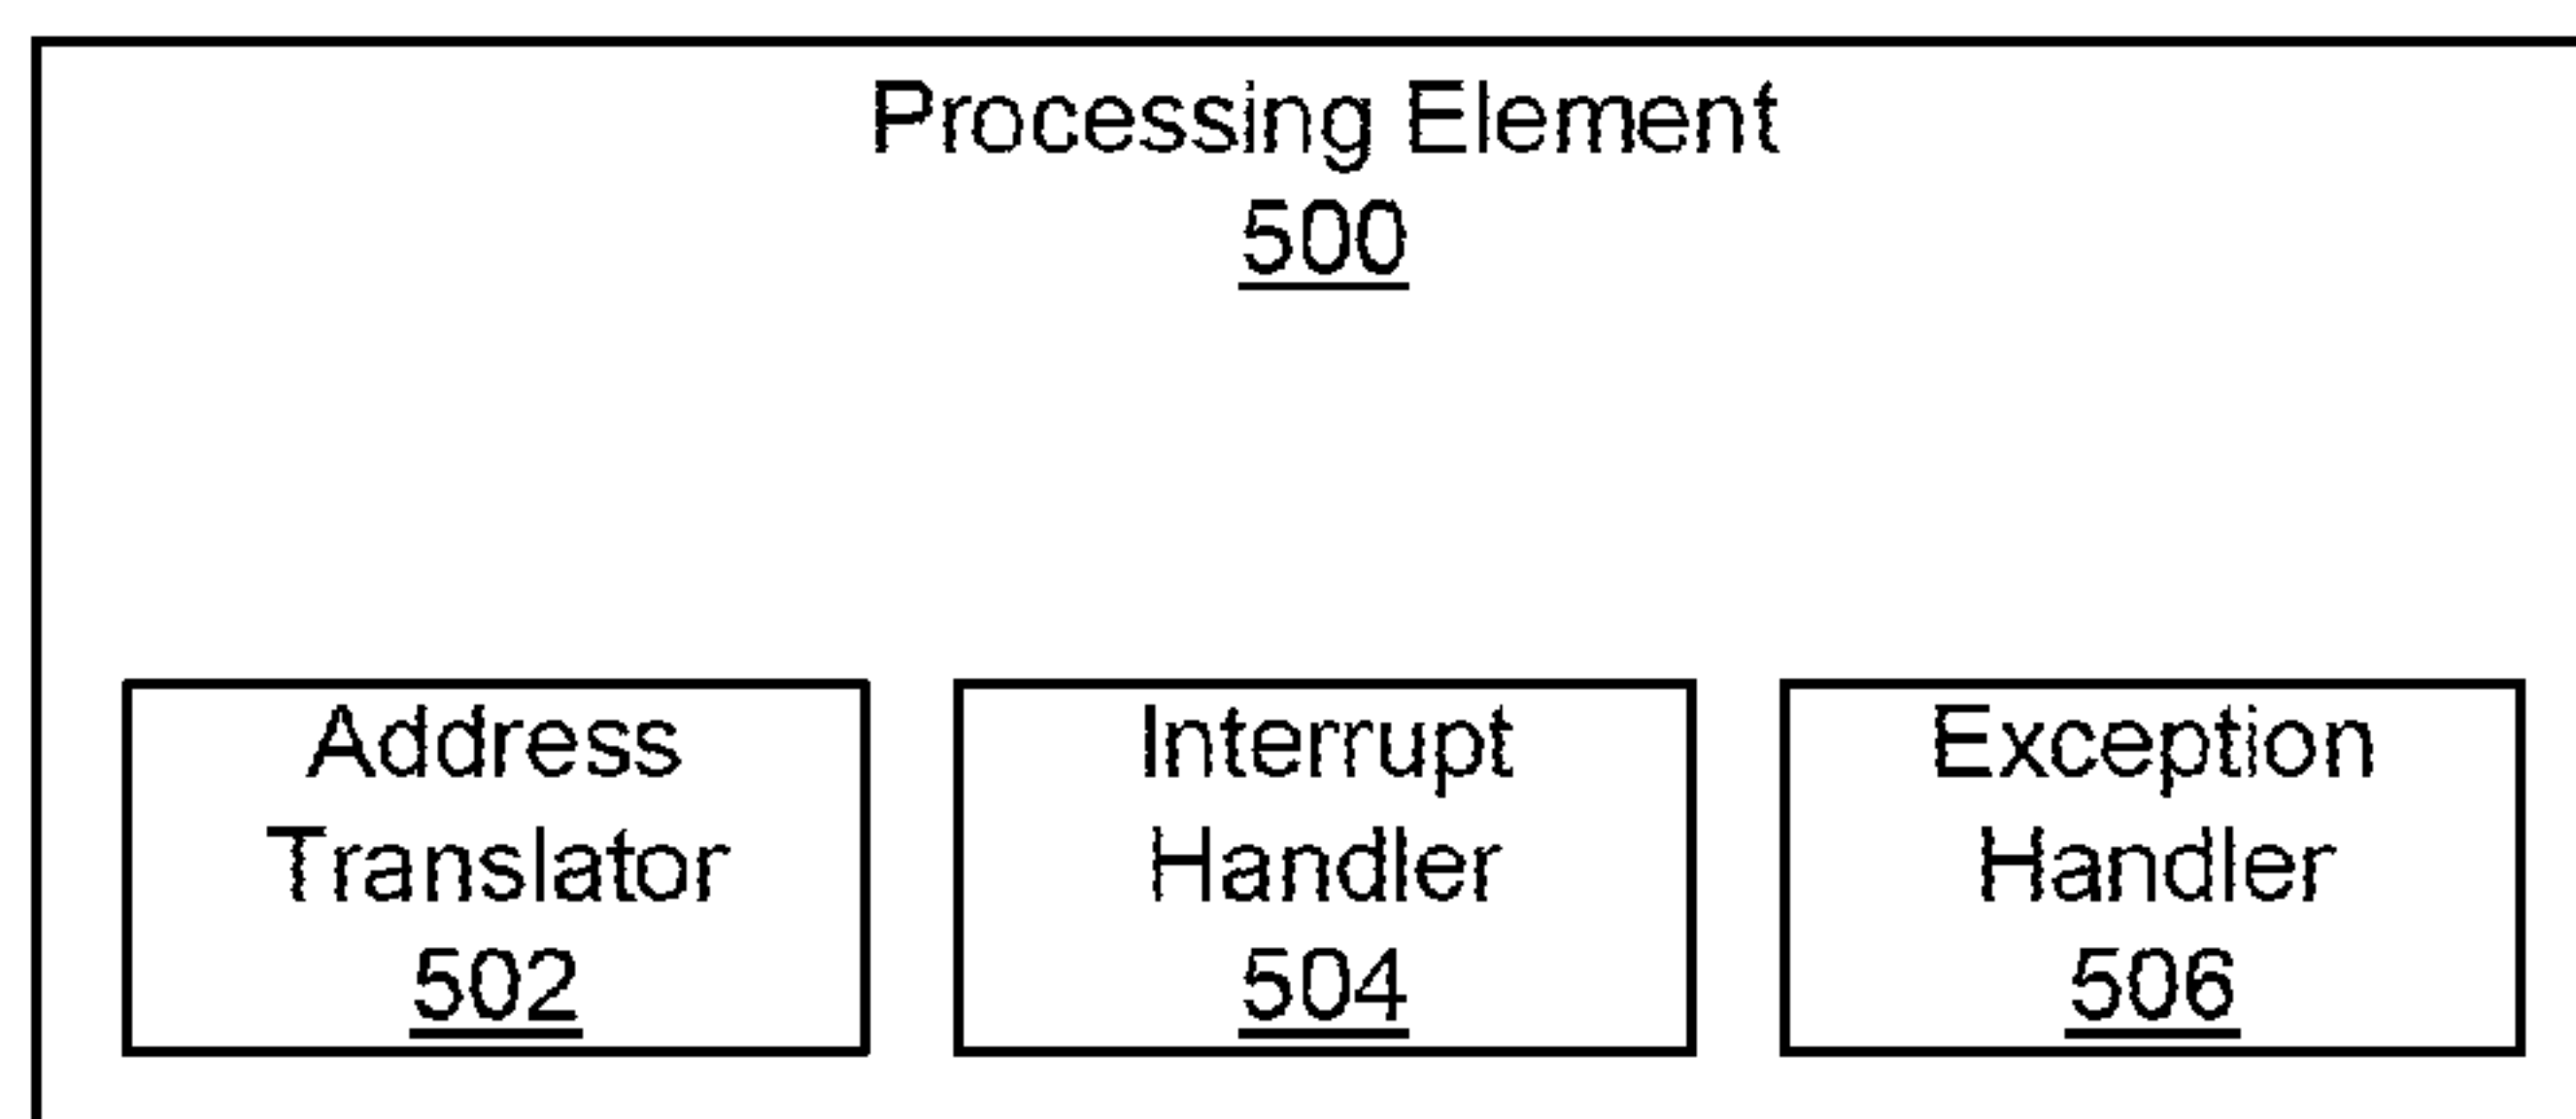 Processing Element
500
Address
Translator
502
Interrupt
Handler
504
Exception
Handler
506